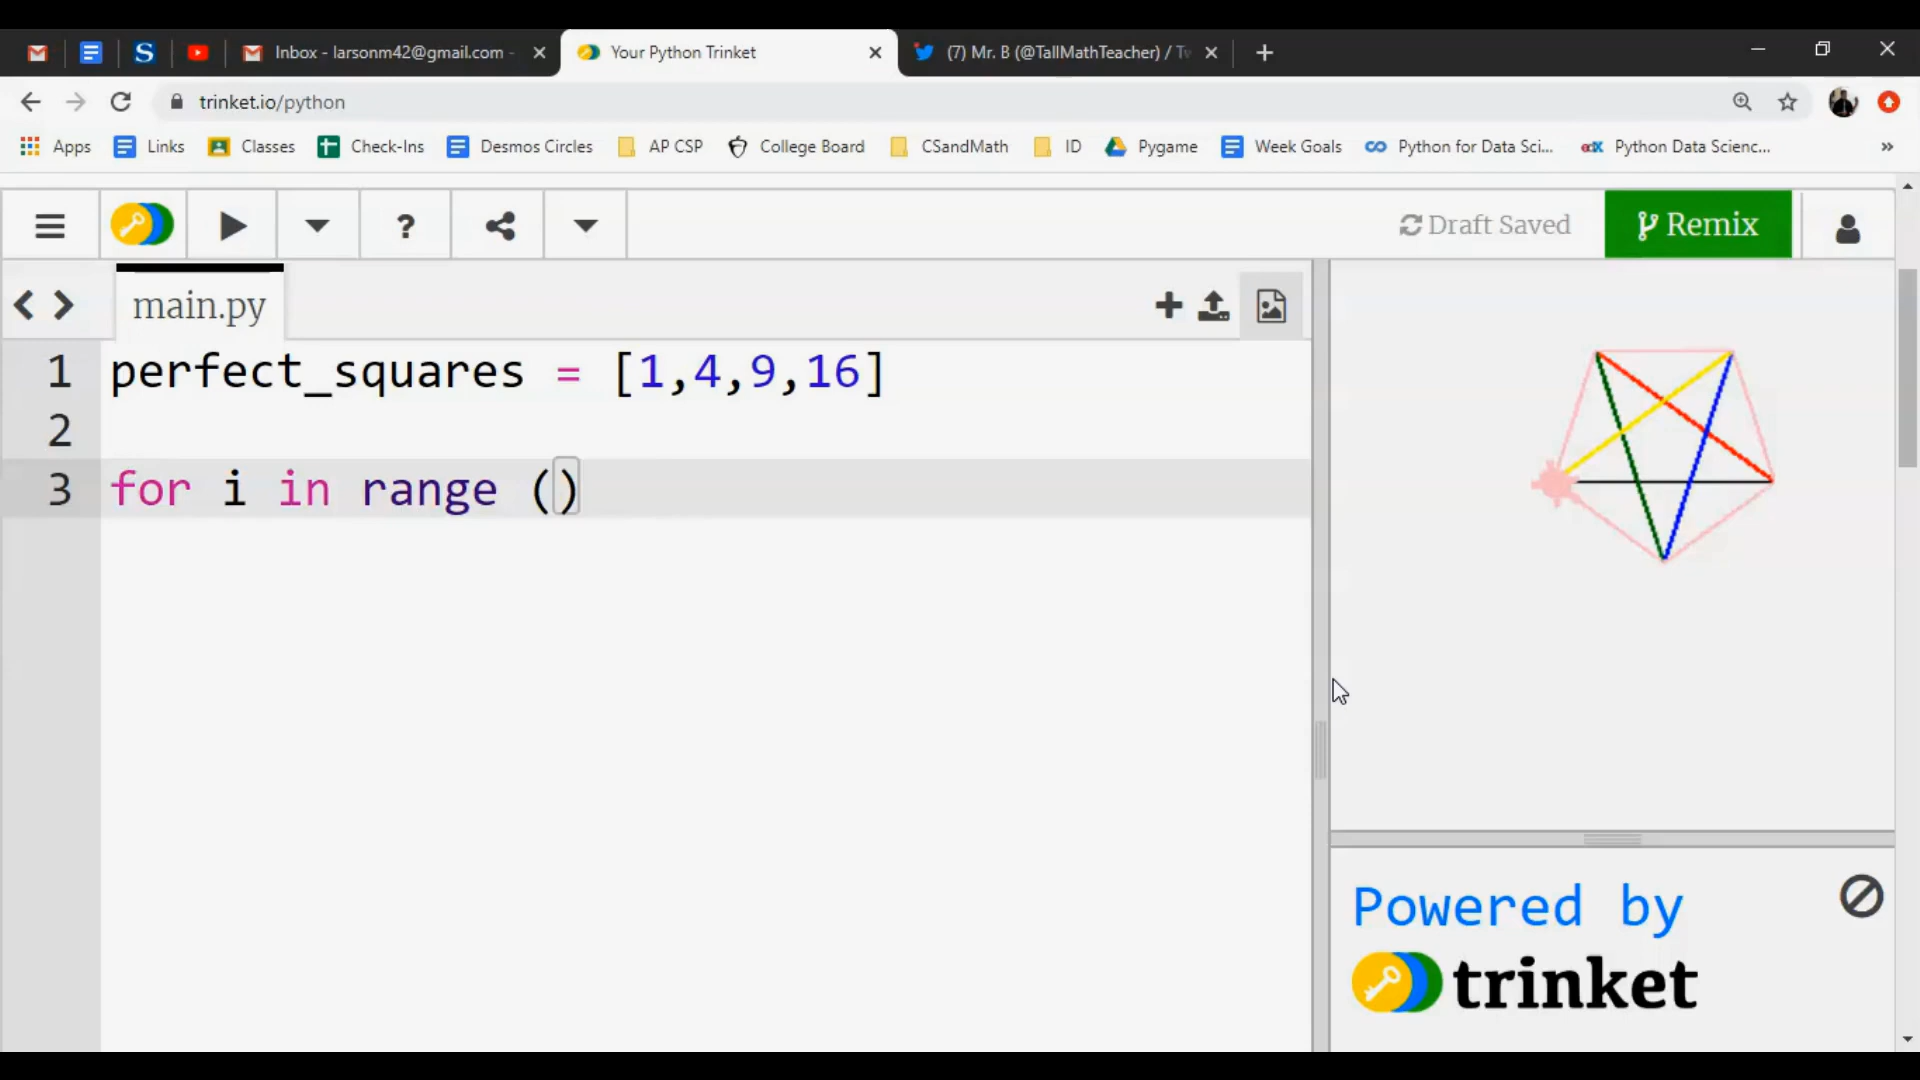 Inbox - larsonm42@gmail.com -
Your Python Trinket
(7) Mr. B (@TallMathTeacher) / Tw
trinket.io/python
Apps
Links
Classes
Check-Ins
Desmos Circles
AP CSP
College Board
CSandMath
ID
Pygame
Week Goals
Python for Data Sci...
edX
Python Data Scienc...
»
?
Draft Saved
Remix
main.py
1 perfect_squares = [1,4,9,16]
2
3 for i in range ()
Powered by
trinket